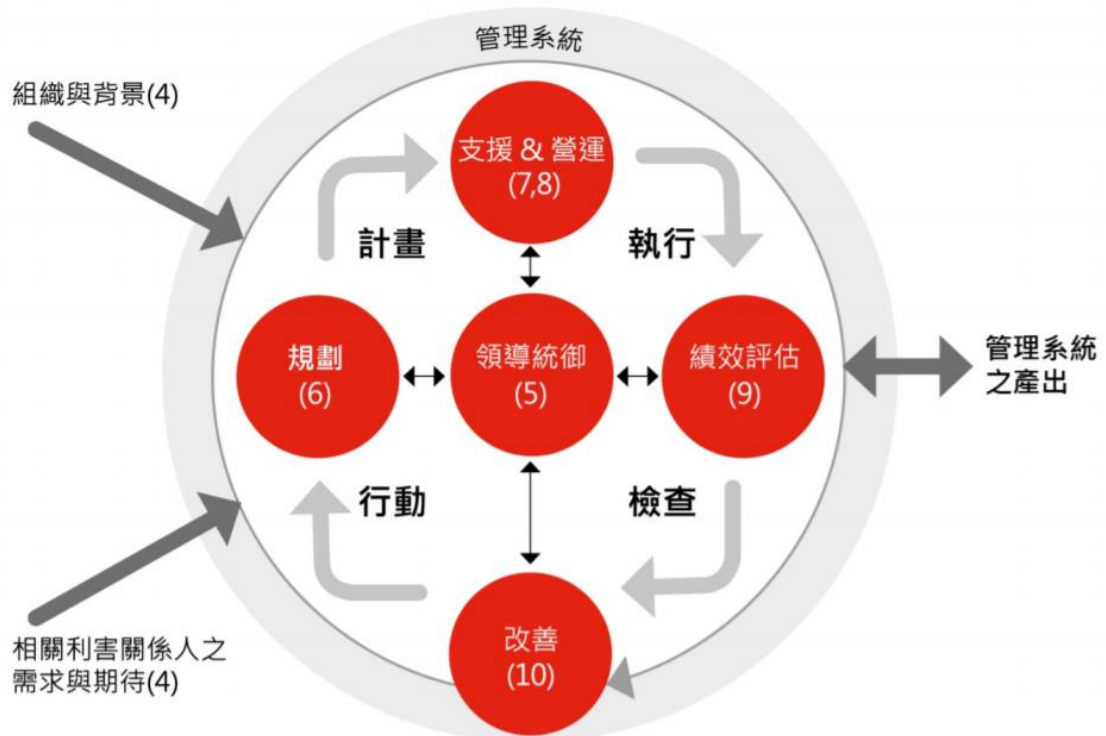 管理系統
組織與背景(4)
支援 & 營運
(7,8)
計畫
執行
規劃
(6)
領導統御
(5)
績效評估
(9)
管理系統
之產出
行動
檢查
相關利害關係人之
需求與期待(4)
改善
(10)